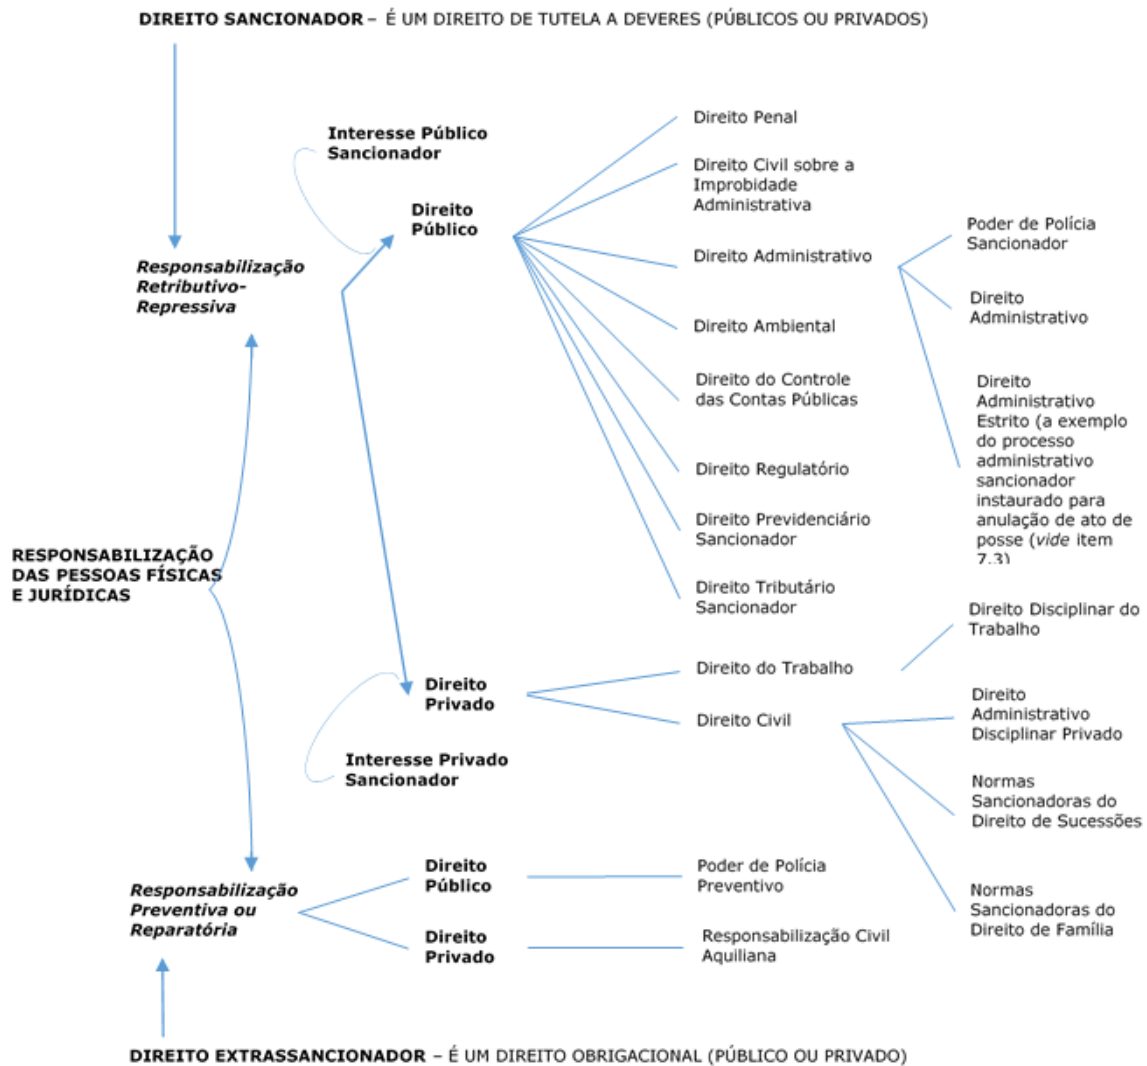 DIREITO SANCIONADOR – É UM DIREITO DE TUTELA A DEVERES (PÚBLICOS OU PRIVADOS)
Interesse Público
Sancionador
Direito
Público
Responsabilização
Retributivo-
Repressiva
Direito Penal
Direito Civil sobre a
Improbidade
Administrativa
Direito Administrativo
Direito Ambiental
Direito do Controle
das Contas Públicas
Direito Regulatório
Direito Previdenciário
Sancionador
Direito Tributário
Sancionador
Poder de Polícia
Sancionador
Direito
Administrativo
Direito
Administrativo
Estrito (a exemplo
do processo
administrativo
sancionador
instaurado para
anulação de ato de
posse (vide item
7.3)
RESPONSABILIZAÇÃO
DAS PESSOAS FÍSICAS
E JURÍDICAS
Direito
Privado
Interesse Privado
Sancionador
Direito do Trabalho
Direito Civil
Direito Disciplinar do
Trabalho
Direito
Administrativo
Disciplinar Privado
Normas
Sancionadoras do
Direito de Sucessões
Normas
Sancionadoras do
Direito de Família
Responsabilização
Preventiva ou
Reparatória
Direito
Público
Poder de Polícia
Preventivo
Direito
Privado
Responsabilização Civil
Aquiliana
DIREITO EXTRASSANCIONADOR – É UM DIREITO OBRIGACIONAL (PÚBLICO OU PRIVADO)